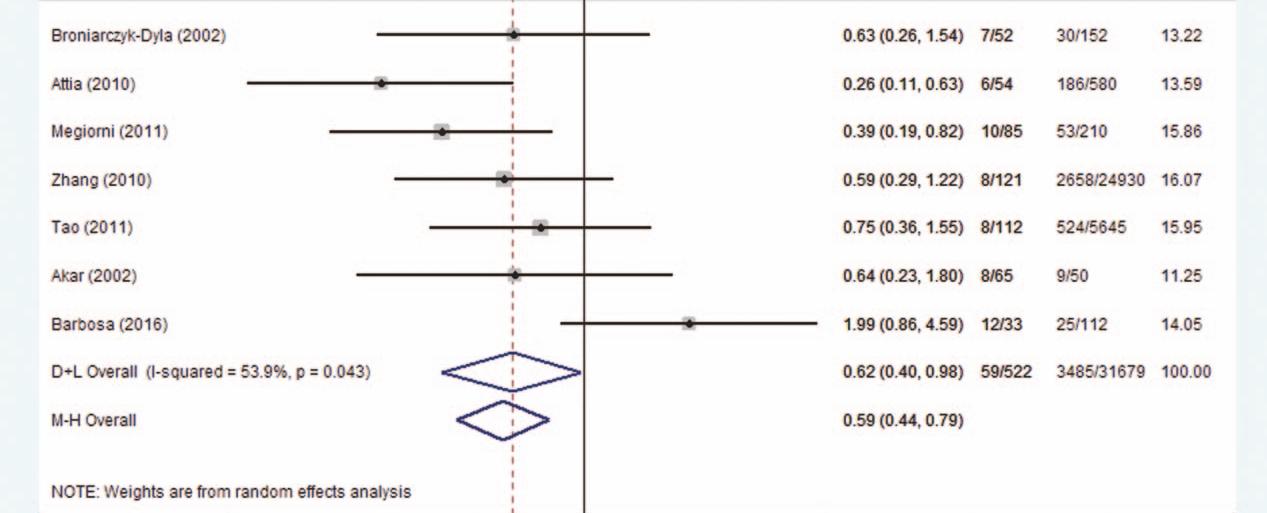 Broniarczyk-Dyla (2002) 0.63 (0.26, 1.54) 7/52 30/152 13.22
Attia (2010) 0.26 (0.11, 0.63) 6/54 186/580 13.59
Megiorni (2011) 0.39 (0.19, 0.82) 10/85 53/210 15.86
Zhang (2010) 0.59 (0.29, 1.22) 8/121 2658/24930 16.07
Tao (2011) 0.75 (0.36, 1.55) 8/112 524/5645 15.95
Akar (2002) 0.64 (0.23, 1.80) 8/65 9/50 11.25
Barbosa (2016) 1.99 (0.86, 4.59) 12/33 25/112 14.05
D+L Overall (I-squared = 53.9%, p = 0.043) 0.62 (0.40, 0.98) 59/522 3485/31679 100.00
M-H Overall 0.59 (0.44, 0.79)
NOTE: Weights are from random effects analysis